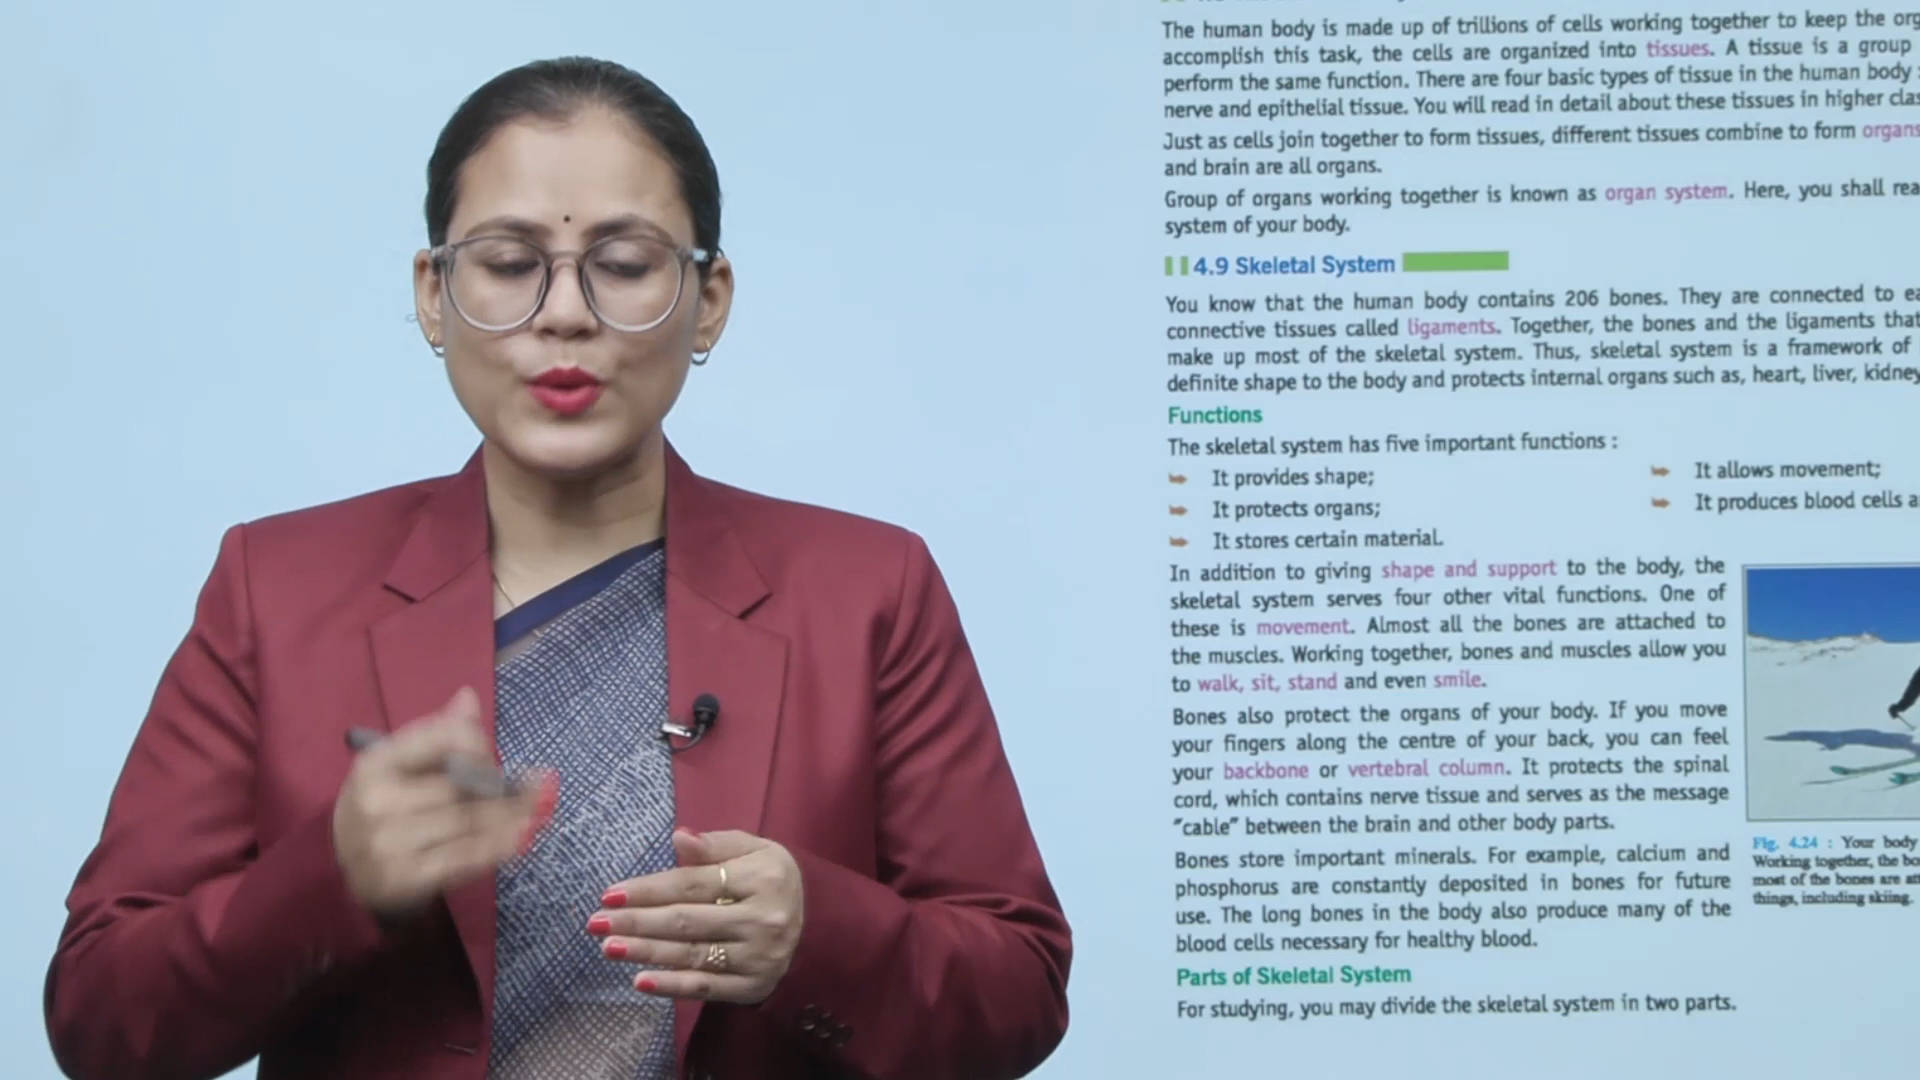 The human body is made up of trillions of cells working together to keep the org
accomplish this task, the cells are organized into tissues. A tissue is a group
perform the same function. There are four basic types of tissue in the human body :
nerve and epithelial tissue. You will read in detail about these tissues in higher clas
Just as cells join together to form tissues, different tissues combine to form organs
and brain are all organs.
Group of organs working together is known as organ system. Here, you shall rea
system of your body.
4.9 Skeletal System
You know that the human body contains 206 bones. They are connected to ea
connective tissues called ligaments. Together, the bones and the ligaments that
make up most of the skeletal system. Thus, skeletal system is a framework of
definite shape to the body and protects internal organs such as, heart, liver, kidney
Functions
The skeletal system has five important functions :
It provides shape;
It allows movement;
It protects organs;
It produces blood cells a
It stores certain material.
In addition to giving shape and support to the body, the
skeletal system serves four other vital functions. One of
these is movement. Almost all the bones are attached to
the muscles. Working together, bones and muscles allow you
to walk, sit, stand and even smile.
Bones also protect the organs of your body. If you move
your fingers along the centre of your back, you can feel
your backbone or vertebral column. It protects the spinal
cord, which contains nerve tissue and serves as the message
"cable" between the brain and other body parts.
Bones store important minerals. For example, calcium and
phosphorus are constantly deposited in bones for future
use. The long bones in the body also produce many of the
blood cells necessary for healthy blood.
Fig. 4.24 : Your body
Working together, the bo
most of the bones are at
things, including skiing.
Parts of Skeletal System
For studying, you may divide the skeletal system in two parts.